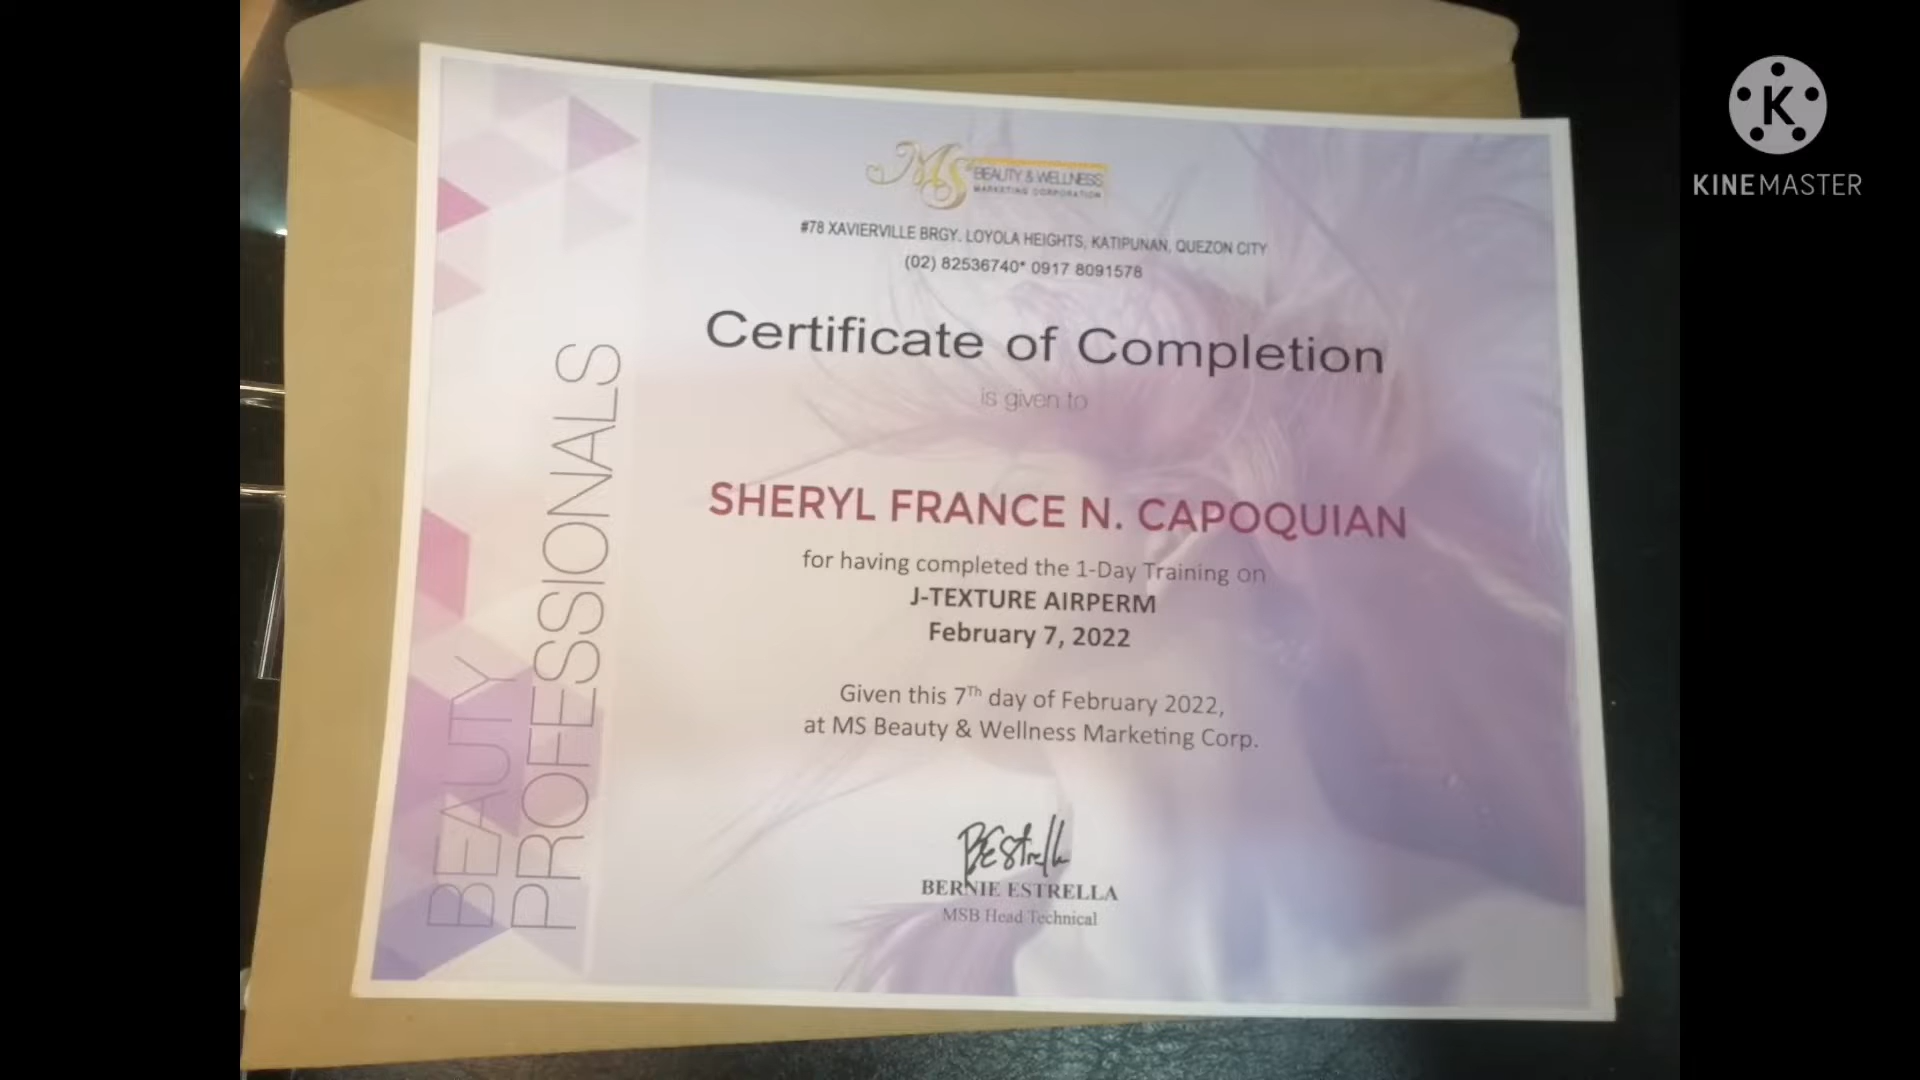 MS BEAUTY & WELLNESS
MARKETING CORPORATION
#78 XAVIERVILLE BRGY. LOYOLA HEIGHTS, KATIPUNAN, QUEZON CITY
(02) 82536740* 0917 8091578
Certificate of Completion
is given to
SHERYL FRANCE N. CAPOQUIAN
for having completed the 1-Day Training on
J-TEXTURE AIRPERM
February 7, 2022
Given this 7Th day of February 2022,
at MS Beauty & Wellness Marketing Corp.
BEstrella
BERNIE ESTRELLA
MSB Head Technical
BEAUTY
PROFESSIONALS
K
KINEMASTER